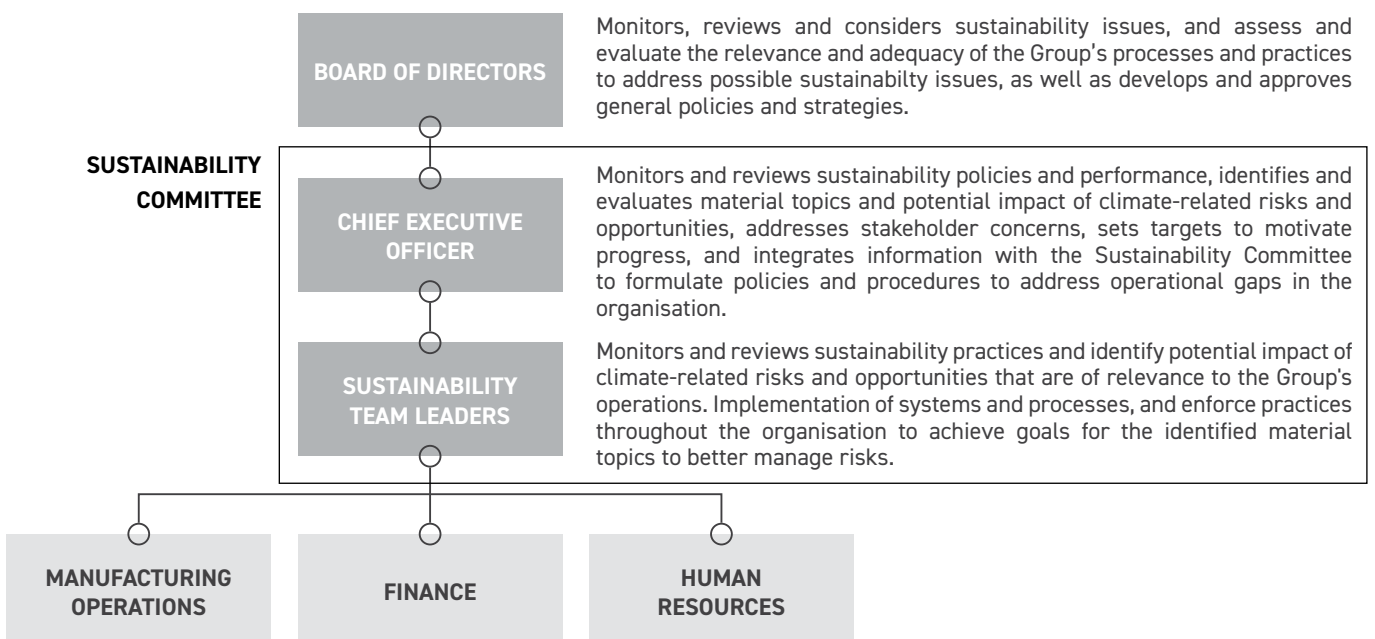 BOARD OF DIRECTORS
Monitors, reviews and considers sustainability issues, and assess and
evaluate the relevance and adequacy of the Group's processes and practices
to address possible sustainabilty issues, as well as develops and approves
general policies and strategies.
SUSTAINABILITY
COMMITTEE
CHIEF EXECUTIVE
OFFICER
Monitors and reviews sustainability policies and performance, identifies and
evaluates material topics and potential impact of climate-related risks and
opportunities, addresses stakeholder concerns, sets targets to motivate
progress, and integrates information with the Sustainability Committee
to formulate policies and procedures to address operational gaps in the
organisation.
SUSTAINABILITY
TEAM LEADERS
Monitors and reviews sustainability practices and identify potential impact of
climate-related risks and opportunities that are of relevance to the Group's
operations. Implementation of systems and processes, and enforce practices
throughout the organisation to achieve goals for the identified material
topics to better manage risks.
MANUFACTURING
OPERATIONS
FINANCE
HUMAN
RESOURCES